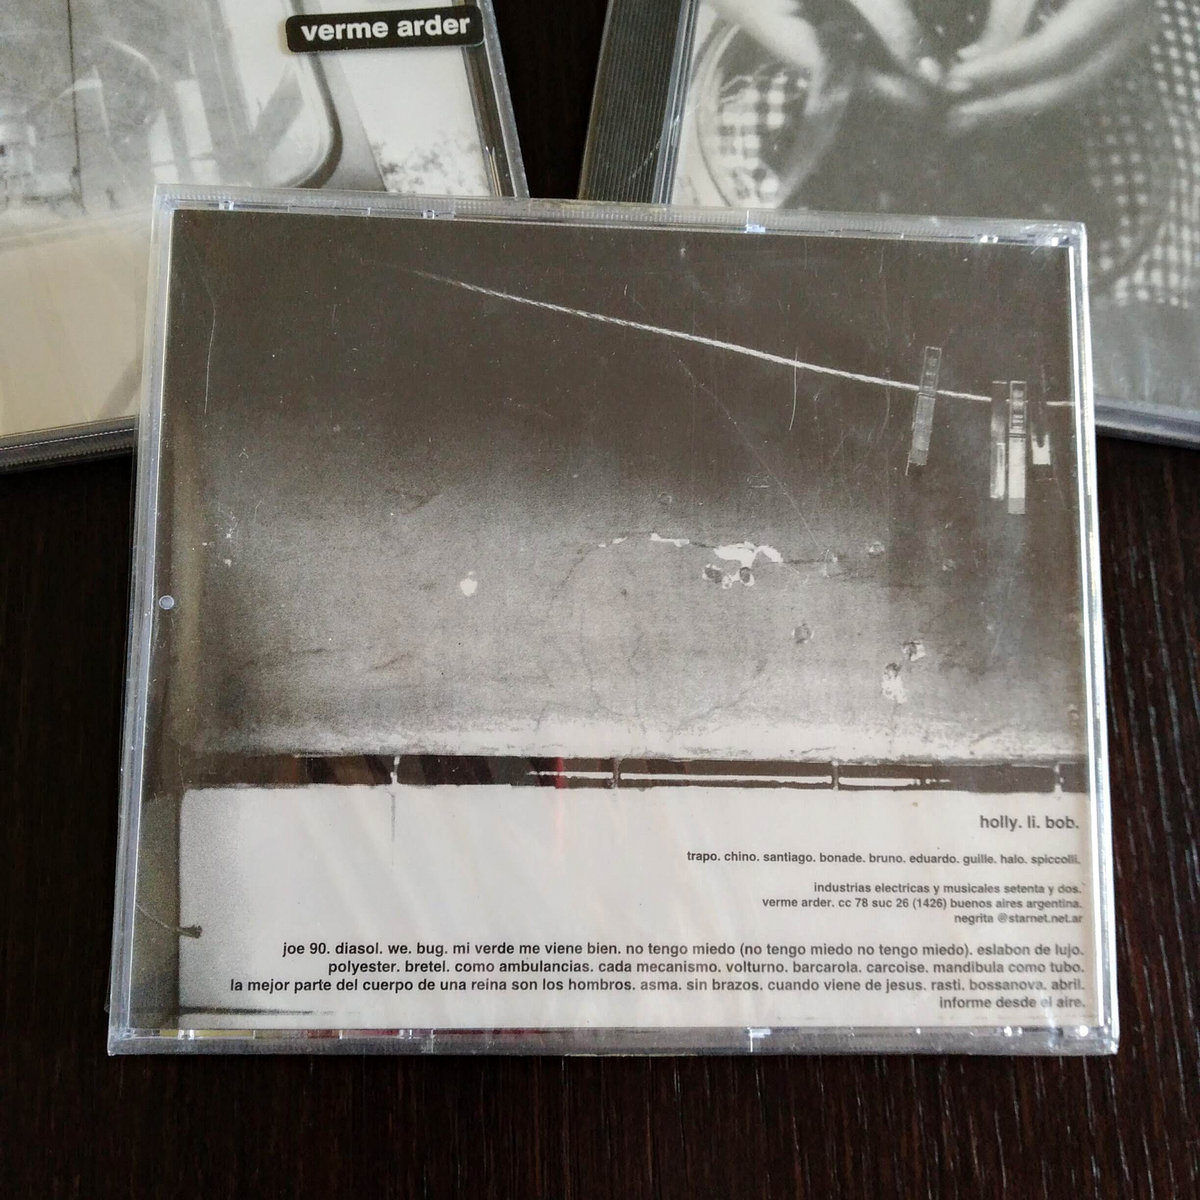 verme arder
holly. li. bob.
trapo. chino. santiago. bonade. bruno. eduardo. guille. halo. spiccolli.
industrias electricas y musicales setenta y dos.
verme arder. cc 78 suc 26 (1426) buenos aires argentina.
negrita @starnet.net.ar
joe 90. diasol. we. bug. mi verde me viene bien. no tengo miedo (no tengo miedo no tengo miedo). eslabon de lujo.
polyester. bretel. como ambulancias. cada mecanismo. volturno. barcarola. carcoise. mandibula como tubo.
la mejor parte del cuerpo de una reina son los hombros. asma. sin brazos. cuando viene de jesus. rasti. bossanova. abril.
informe desde el aire.